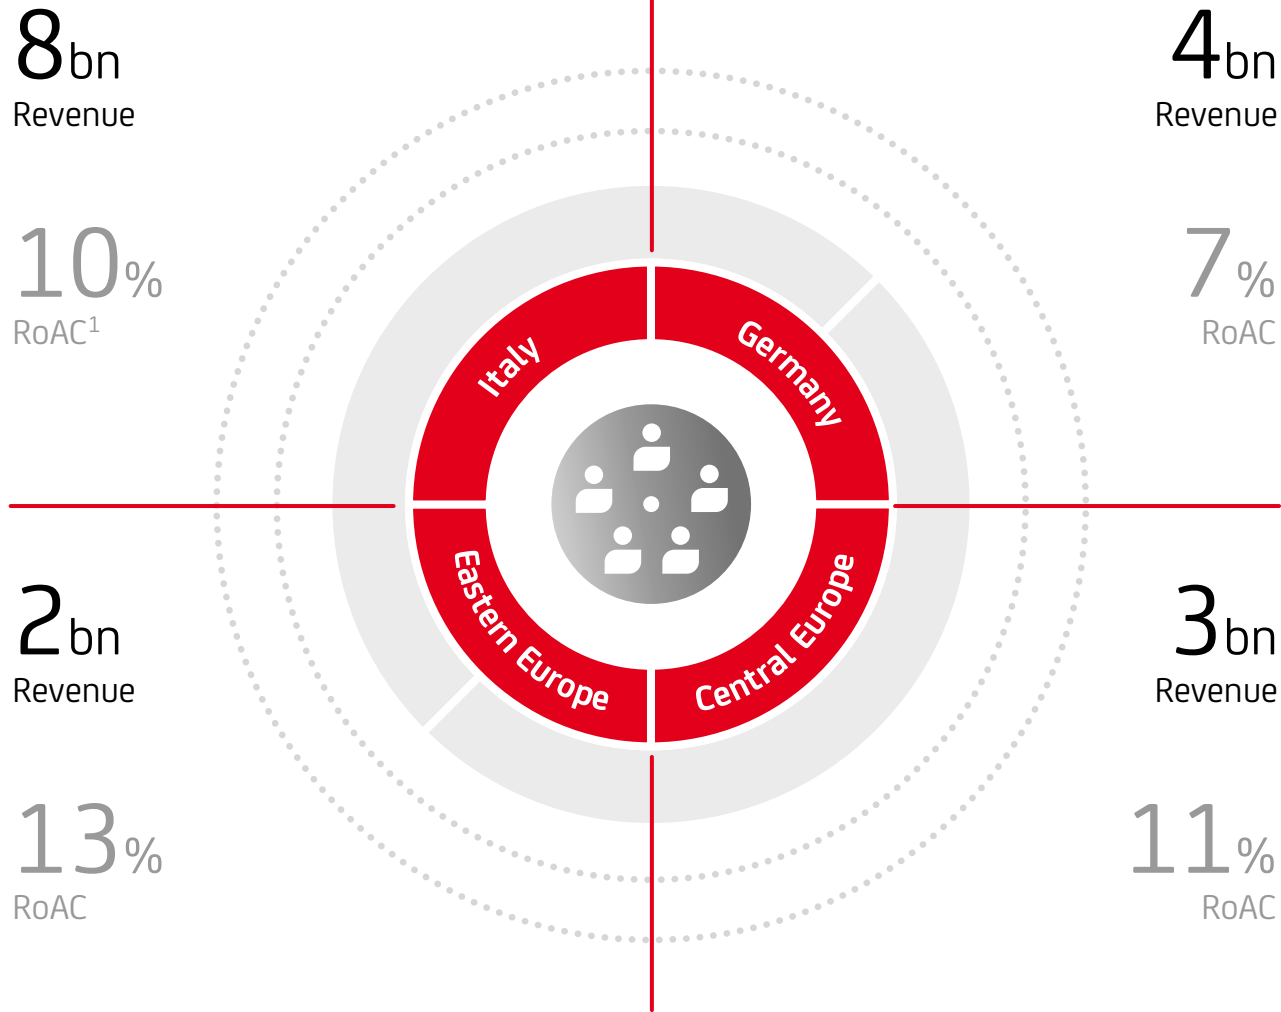 8bn
Revenue
10%
RoAC¹
4bn
Revenue
7%
RoAC
Italy
Germany
Eastern Europe
Central Europe
2bn
Revenue
13%
RoAC
3bn
Revenue
11%
RoAC